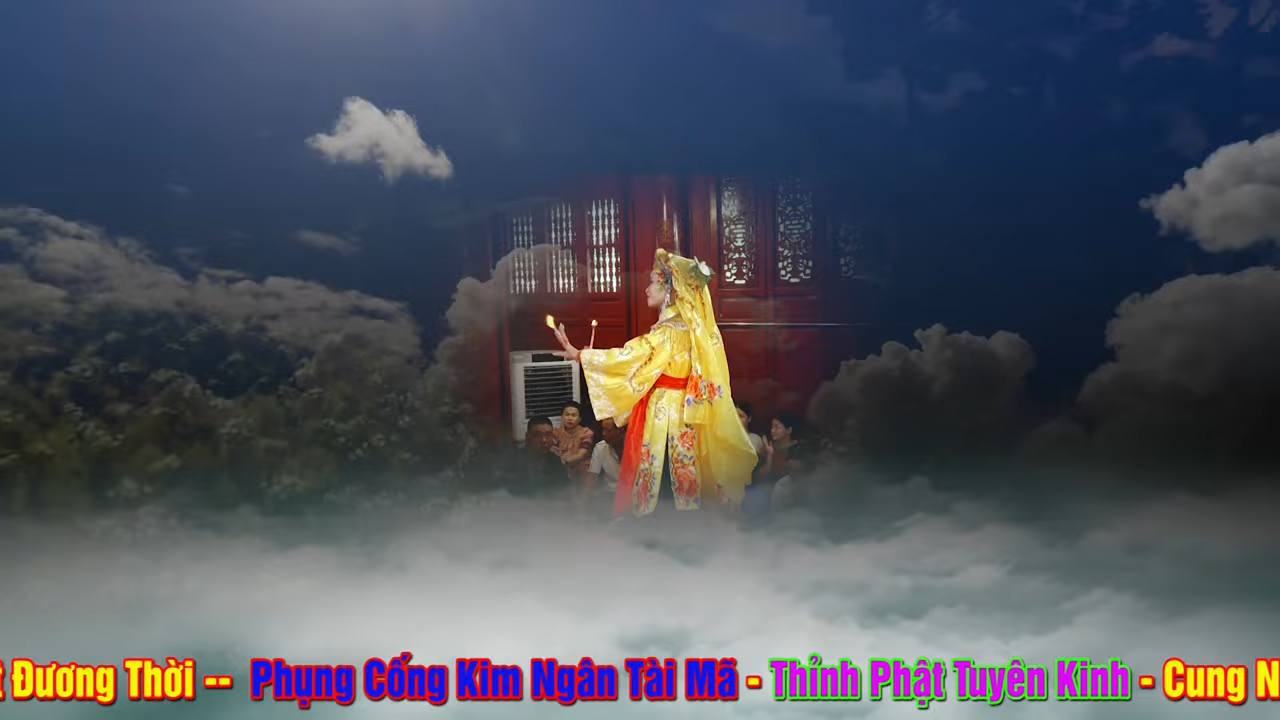 Đương Thời -- Phụng Cống Kim Ngân Tài Mã - Thỉnh Phật Tuyên Kinh - Cung